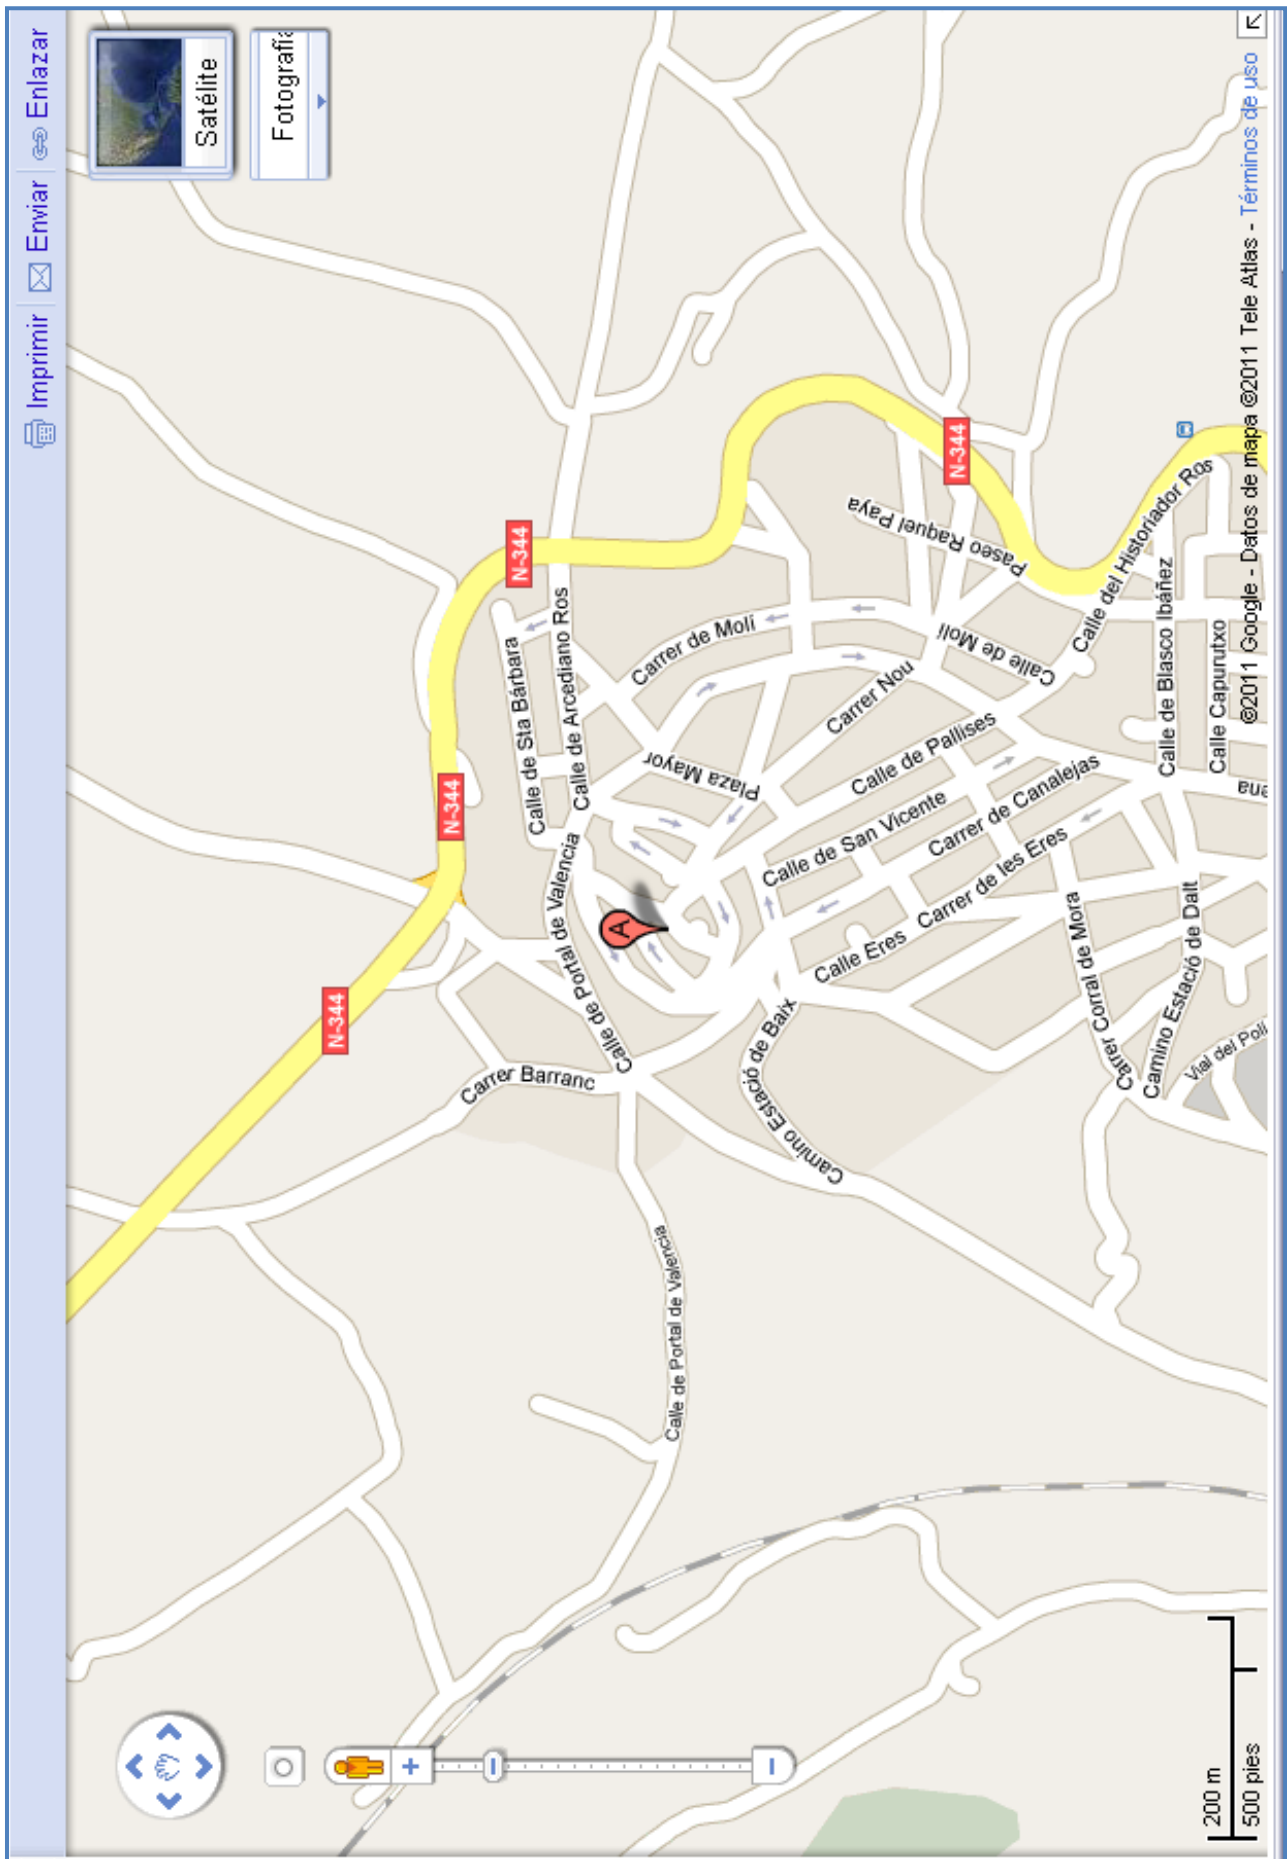 Imprimir
Enviar
Enlazar
Satélite
Fotografía
N-344
N-344
N-344
N-344
Carrer Barranc
Calle de Portal de Valencia
Calle de Portal de Valencia
Calle de Sta Bárbara
Calle de Arcediano Ros
Carrer de Molí
Plaza Mayor
A
Paseo Raquel Paya
Carrer Nou
Calle de Molí
Calle de Pallises
Calle de San Vicente
Carrer de Canalejas
Carrer de les Eres
Calle Eres
Camino Estació de Baix
Calle del Historiador Ros
Calle de Blasco Ibáñez
Calle Capurutxo
Carrer Corral de Mora
Camino Estació de Dalt
Vial del Poli
ena
200 m
500 pies
©2011 Google - Datos de mapa ©2011 Tele Atlas - Términos de uso